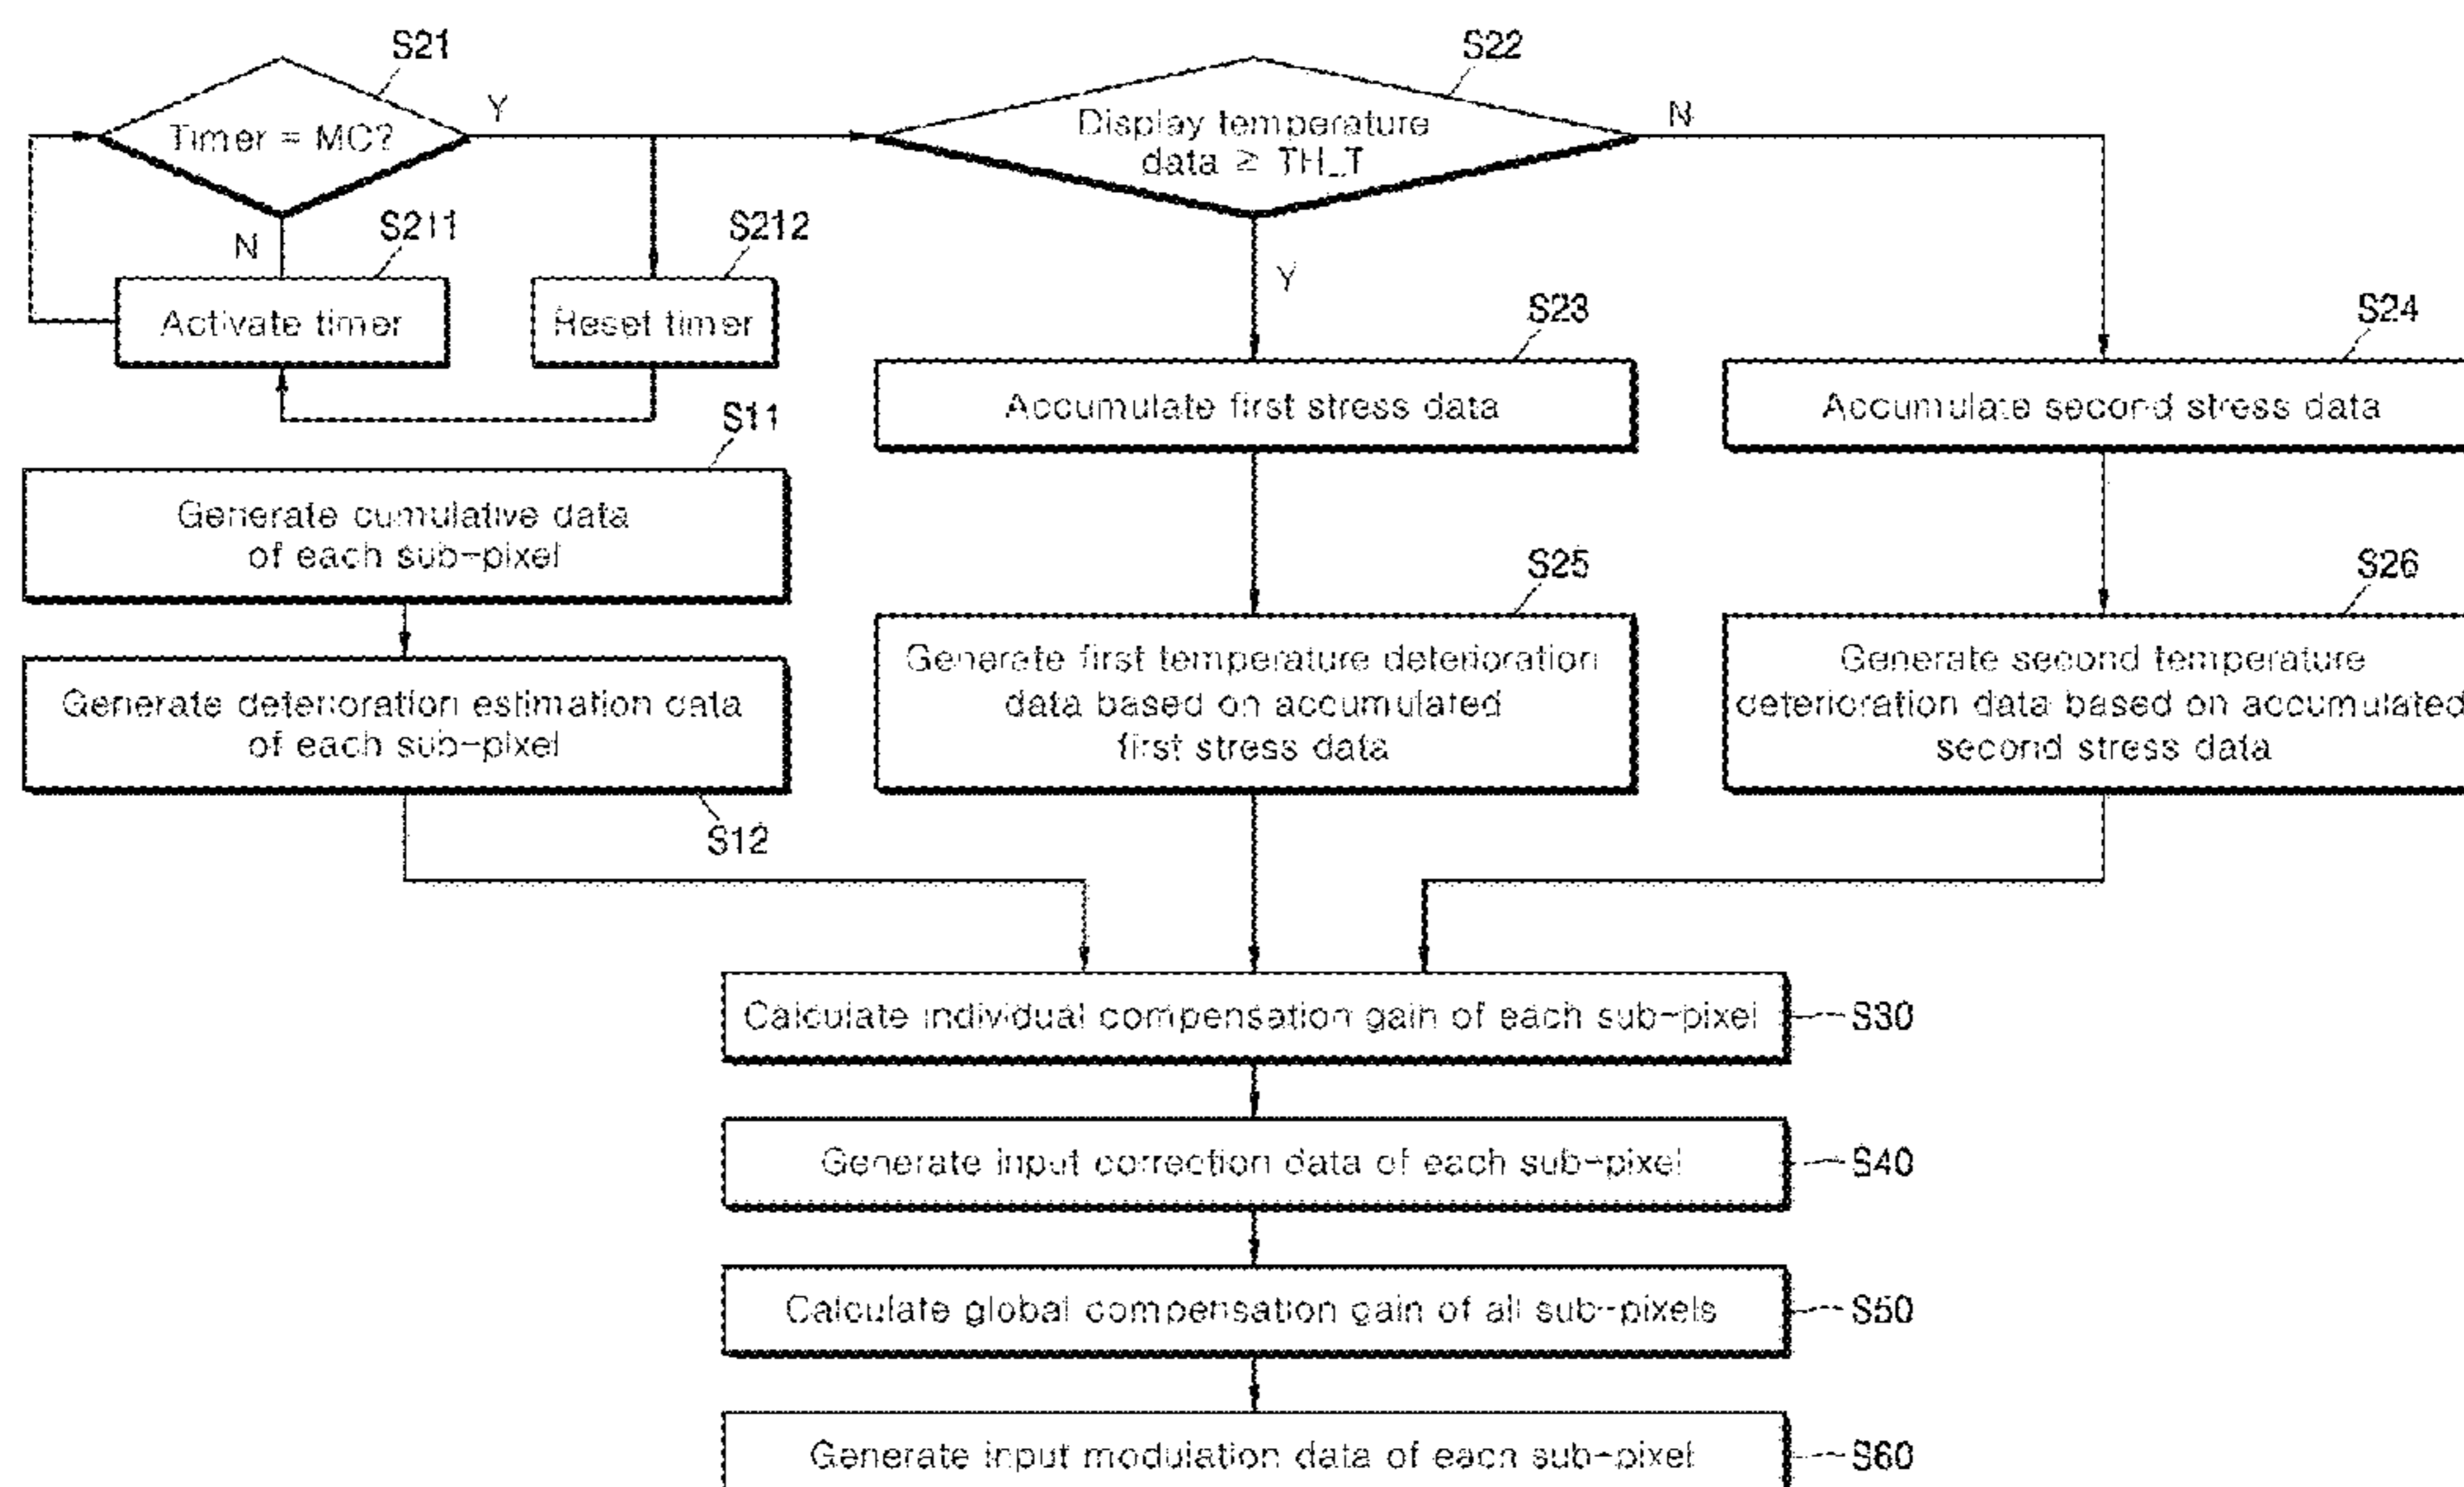 S21
Timer = MC?
Y
N
S211
Activate timer
S212
Reset timer
S22
Display temperature
data ≥ TH_T
N
Y
S23
Accumulate first stress data
S24
Accumulate second stress data
S11
Generate cumulative data
of each sub-pixel
S12
Generate deterioration estimation data
of each sub-pixel
S25
Generate first temperature deterioration
data based on accumulated
first stress data
S26
Generate second temperature
deterioration data based on accumulated
second stress data
Calculate individual compensation gain of each sub-pixel
S30
Generate input correction data of each sub-pixel
S40
Calculate global compensation gain of all sub-pixels
S50
Generate input modulation data of each sub-pixel
S60